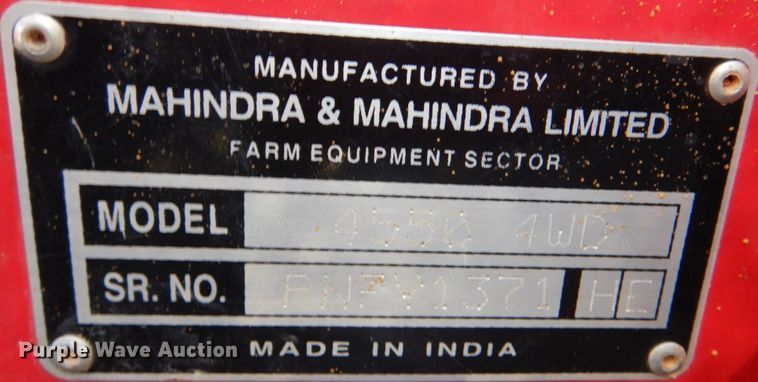 MANUFACTURED BY
MAHINDRA & MAHINDRA LIMITED
FARM EQUIPMENT SECTOR
MODEL 4550 4WD
SR. NO. PNFY1371 HC
MADE IN INDIA
Purple Wave Auction